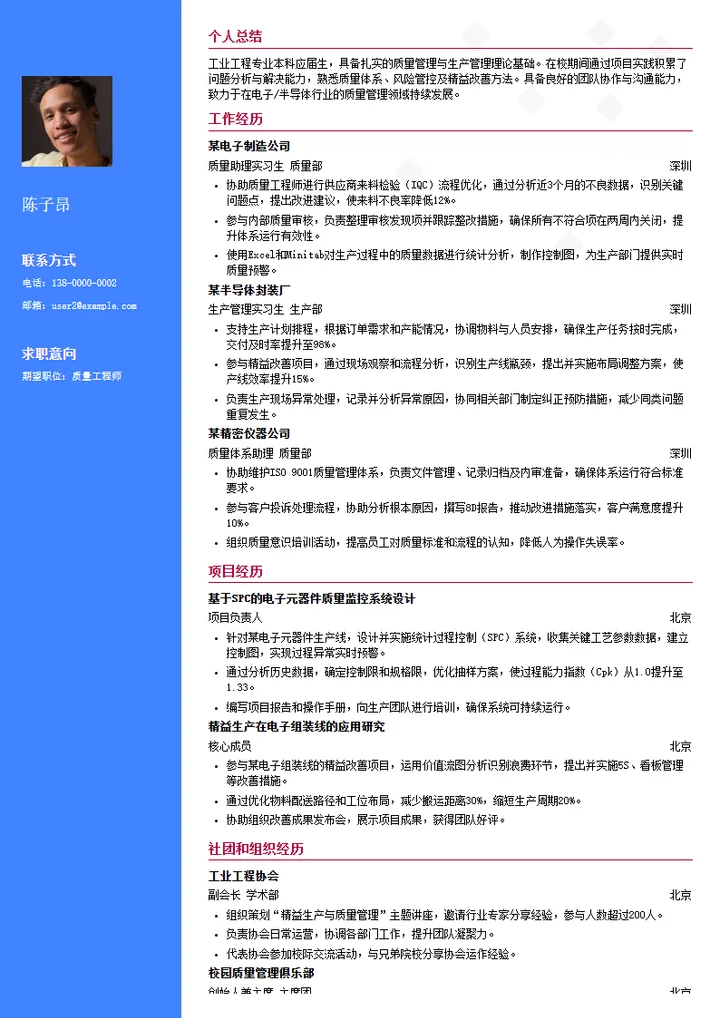 陈子昂
联系方式
电话: 138-0000-0002
邮箱: user2@example.com
求职意向
期望职位: 质量工程师
个人总结
工业工程专业本科应届生，具备扎实的质量管理与生产管理理论基础。在校期间通过项目实践积累了
问题分析与解决能力，熟悉质量体系、风险管控及精益改善方法。具备良好的团队协作与沟通能力，
致力于在电子/半导体行业的质量管理领域持续发展。
工作经历
某电子制造公司
质量助理实习生 质量部 深圳
• 协助质量工程师进行供应商来料检验（IQC）流程优化，通过分析近3个月的不良数据，识别关键
问题点，提出改进建议，使来料不良率降低12%。
• 参与内部质量审核，负责整理审核发现项并跟踪整改措施，确保所有不符合项在两周内关闭，提
升体系运行有效性。
• 使用Excel和Minitab对生产过程中的质量数据进行统计分析，制作控制图，为生产部门提供实时
质量预警。
某半导体封装厂
生产管理实习生 生产部 深圳
• 支持生产计划排程，根据订单需求和产能情况，协调物料与人员安排，确保生产任务按时完成，
交付及时率提升至98%。
• 参与精益改善项目，通过现场观察和流程分析，识别生产线瓶颈，提出并实施布局调整方案，使
产线效率提升15%。
• 负责生产现场异常处理，记录并分析异常原因，协同相关部门制定纠正预防措施，减少同类问题
重复发生。
某精密仪器公司
质量体系助理 质量部 深圳
• 协助维护ISO 9001质量管理体系，负责文件管理、记录归档及内审准备，确保体系运行符合标准
要求。
• 参与客户投诉处理流程，协助分析根本原因，撰写8D报告，推动改进措施落实，客户满意度提升
10%。
• 组织质量意识培训活动，提高员工对质量标准和流程的认知，降低人为操作失误率。
项目经历
基于SPC的电子元器件质量监控系统设计
项目负责人 北京
• 针对某电子元器件生产线，设计并实施统计过程控制（SPC）系统，收集关键工艺参数数据，建立
控制图，实现过程异常实时预警。
• 通过分析历史数据，确定控制限和规格限，优化抽样方案，使过程能力指数（Cpk）从1.0提升至
1.33。
• 编写项目报告和操作手册，向生产团队进行培训，确保系统可持续运行。
精益生产在电子组装线的应用研究
核心成员 北京
• 参与某电子组装线的精益改善项目，运用价值流图分析识别浪费环节，提出并实施5S、看板管理
等改善措施。
• 通过优化物料配送路径和工位布局，减少搬运距离30%，缩短生产周期20%。
• 协助组织改善成果发布会，展示项目成果，获得团队好评。
社团和组织经历
工业工程协会
副会长 学术部 北京
• 组织策划“精益生产与质量管理”主题讲座，邀请行业专家分享经验，参与人数超过200人。
• 负责协会日常运营，协调各部门工作，提升团队凝聚力。
• 代表协会参加校际交流活动，与兄弟院校分享协会运作经验。
校园质量管理俱乐部
创始人兼主席 主席团 北京